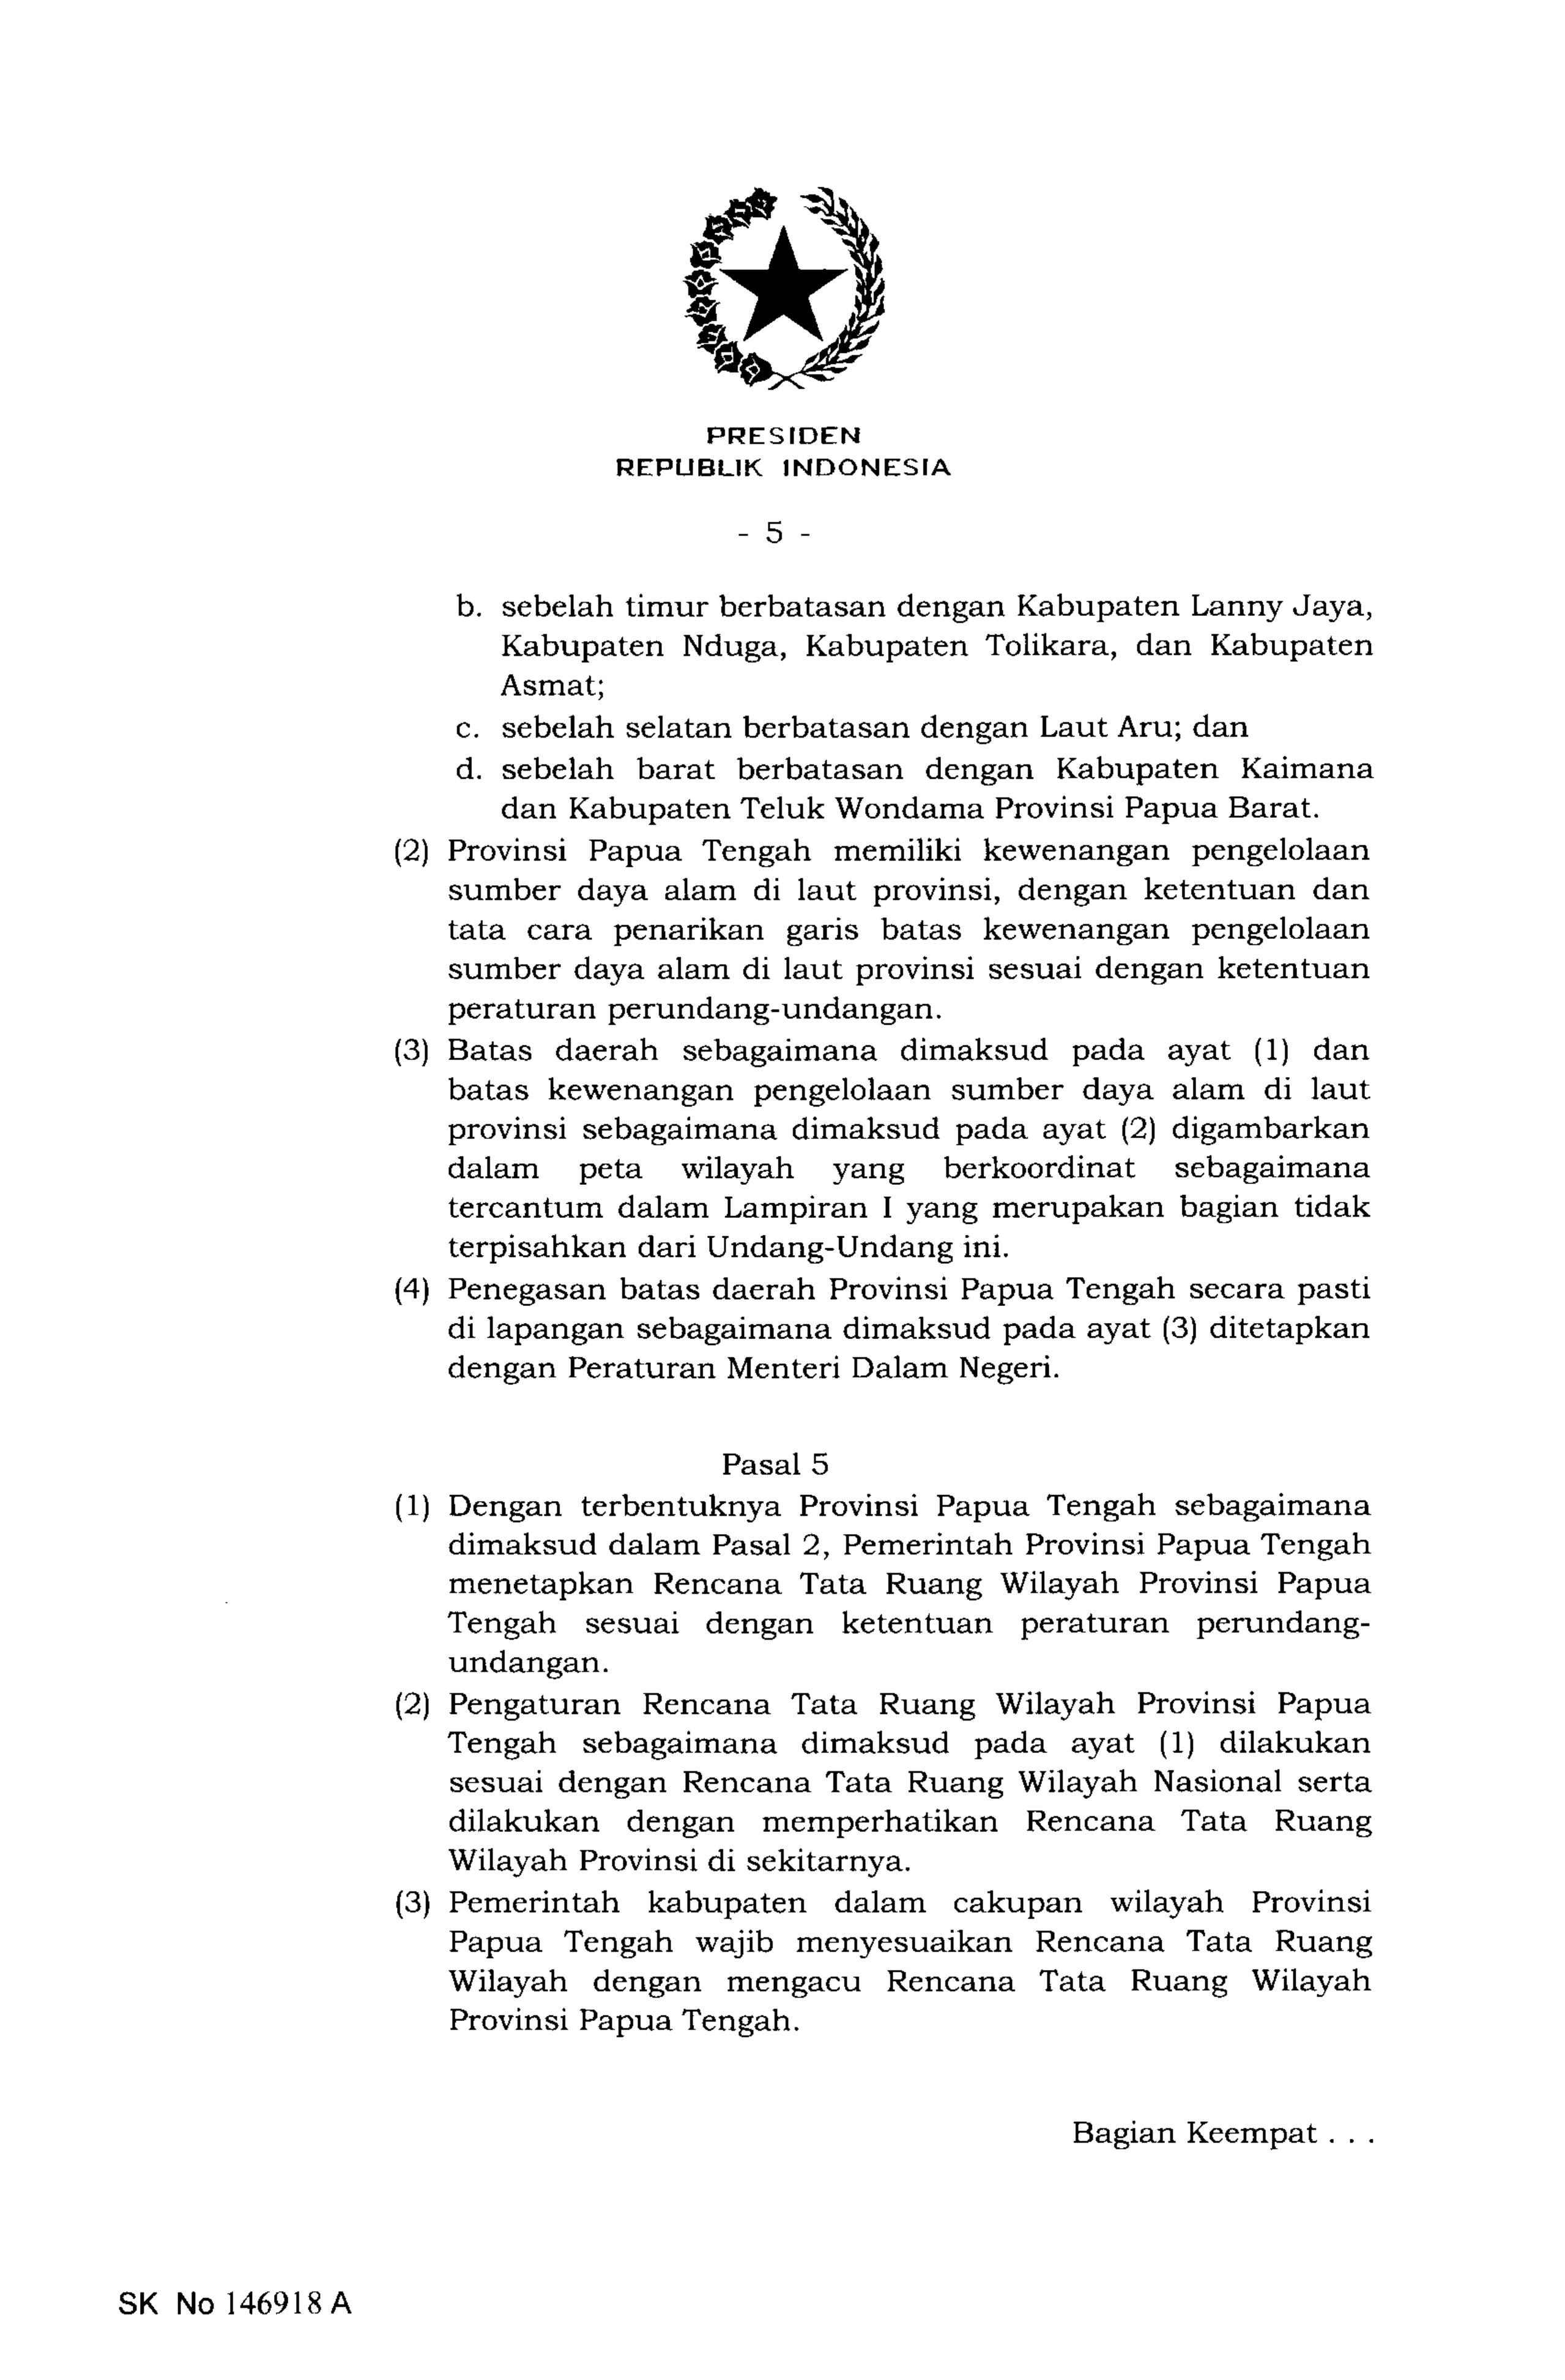 PRESIDEN
REPUBLIK INDONESIA
- 5 -
b. sebelah timur berbatasan dengan Kabupaten Lanny Jaya,
Kabupaten Nduga, Kabupaten Tolikara, dan Kabupaten
Asmat;
c. sebelah selatan berbatasan dengan Laut Aru; dan
d. sebelah barat berbatasan dengan Kabupaten Kaimana
dan Kabupaten Teluk Wondama Provinsi Papua Barat.
(2) Provinsi Papua Tengah memiliki kewenangan pengelolaan
sumber daya alam di laut provinsi, dengan ketentuan dan
tata cara penarikan garis batas kewenangan pengelolaan
sumber daya alam di laut provinsi sesuai dengan ketentuan
peraturan perundang-undangan.
(3) Batas daerah sebagaimana dimaksud pada ayat (1) dan
batas kewenangan pengelolaan sumber daya alam di laut
provinsi sebagaimana dimaksud pada ayat (2) digambarkan
dalam peta wilayah yang berkoordinat sebagaimana
tercantum dalam Lampiran I yang merupakan bagian tidak
terpisahkan dari Undang-Undang ini.
(4) Penegasan batas daerah Provinsi Papua Tengah secara pasti
di lapangan sebagaimana dimaksud pada ayat (3) ditetapkan
dengan Peraturan Menteri Dalam Negeri.
Pasal 5
(1) Dengan terbentuknya Provinsi Papua Tengah sebagaimana
dimaksud dalam Pasal 2, Pemerintah Provinsi Papua Tengah
menetapkan Rencana Tata Ruang Wilayah Provinsi Papua
Tengah sesuai dengan ketentuan peraturan perundang-
undangan.
(2) Pengaturan Rencana Tata Ruang Wilayah Provinsi Papua
Tengah sebagaimana dimaksud pada ayat (1) dilakukan
sesuai dengan Rencana Tata Ruang Wilayah Nasional serta
dilakukan dengan memperhatikan Rencana Tata Ruang
Wilayah Provinsi di sekitarnya.
(3) Pemerintah kabupaten dalam cakupan wilayah Provinsi
Papua Tengah wajib menyesuaikan Rencana Tata Ruang
Wilayah dengan mengacu Rencana Tata Ruang Wilayah
Provinsi Papua Tengah.
Bagian Keempat . . .
SK No 146918 A